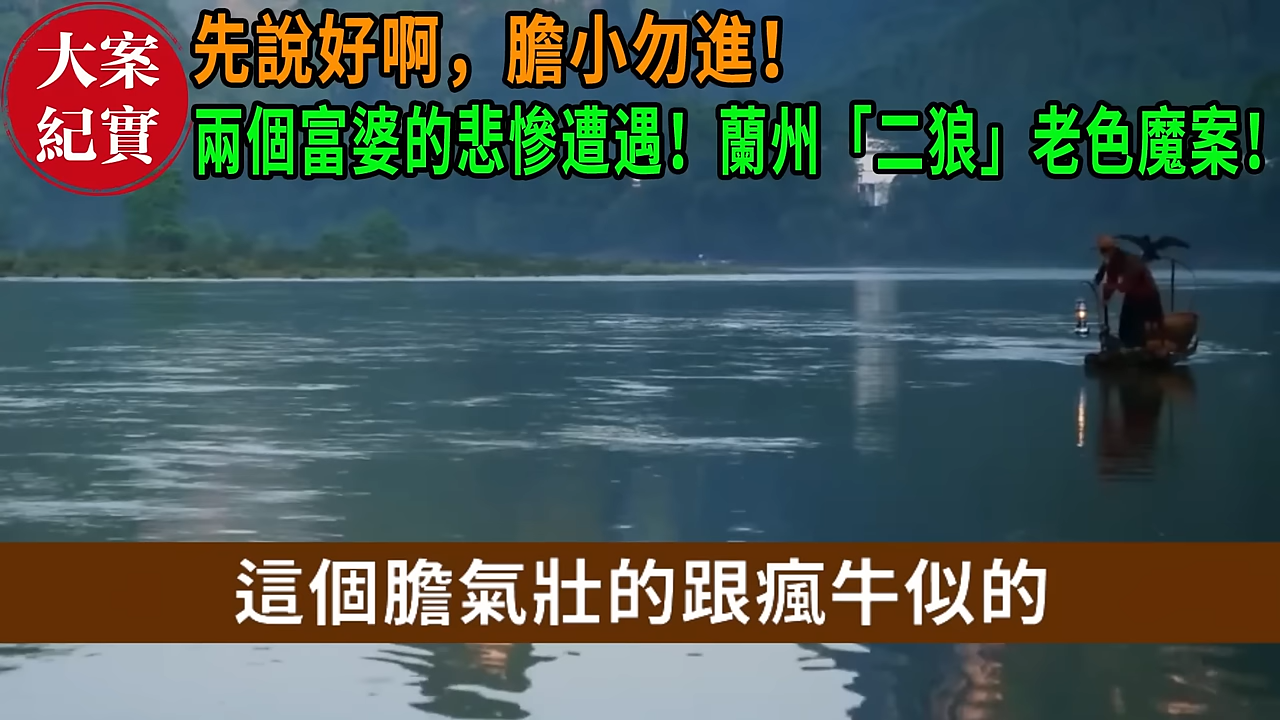 大案
紀實
先說好啊，膽小勿進！
兩個富婆的悲慘遭遇！蘭州「二狼」老色魔案！
這個膽氣壯的跟瘋牛似的